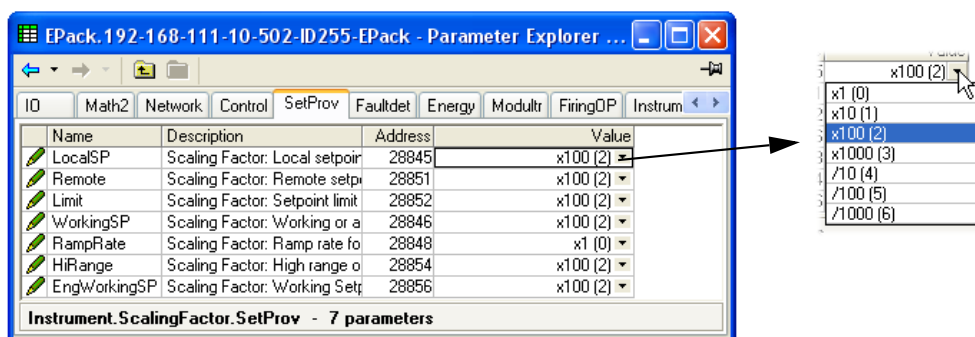 EPack.192-168-111-10-502-ID255-EPack - Parameter Explorer ...
IO Math2 Network Control SetProv Faultdet Energy Modultr FiringOP Instrum
Name Description Address Value
LocalSP Scaling Factor: Local setpoin 28845 x100 (2)
Remote Scaling Factor: Remote setp 28851 x100 (2)
Limit Scaling Factor: Setpoint limit 28852 x100 (2)
WorkingSP Scaling Factor: Working or a 28846 x100 (2)
RampRate Scaling Factor: Ramp rate fo 28848 x1 (0)
HiRange Scaling Factor: High range o 28854 x100 (2)
EngWorkingSP Scaling Factor: Working Setp 28856 x100 (2)
Instrument.ScalingFactor.SetProv - 7 parameters
x100 (2)
x1 (0)
x10 (1)
x100 (2)
x1000 (3)
/10 (4)
/100 (5)
/1000 (6)